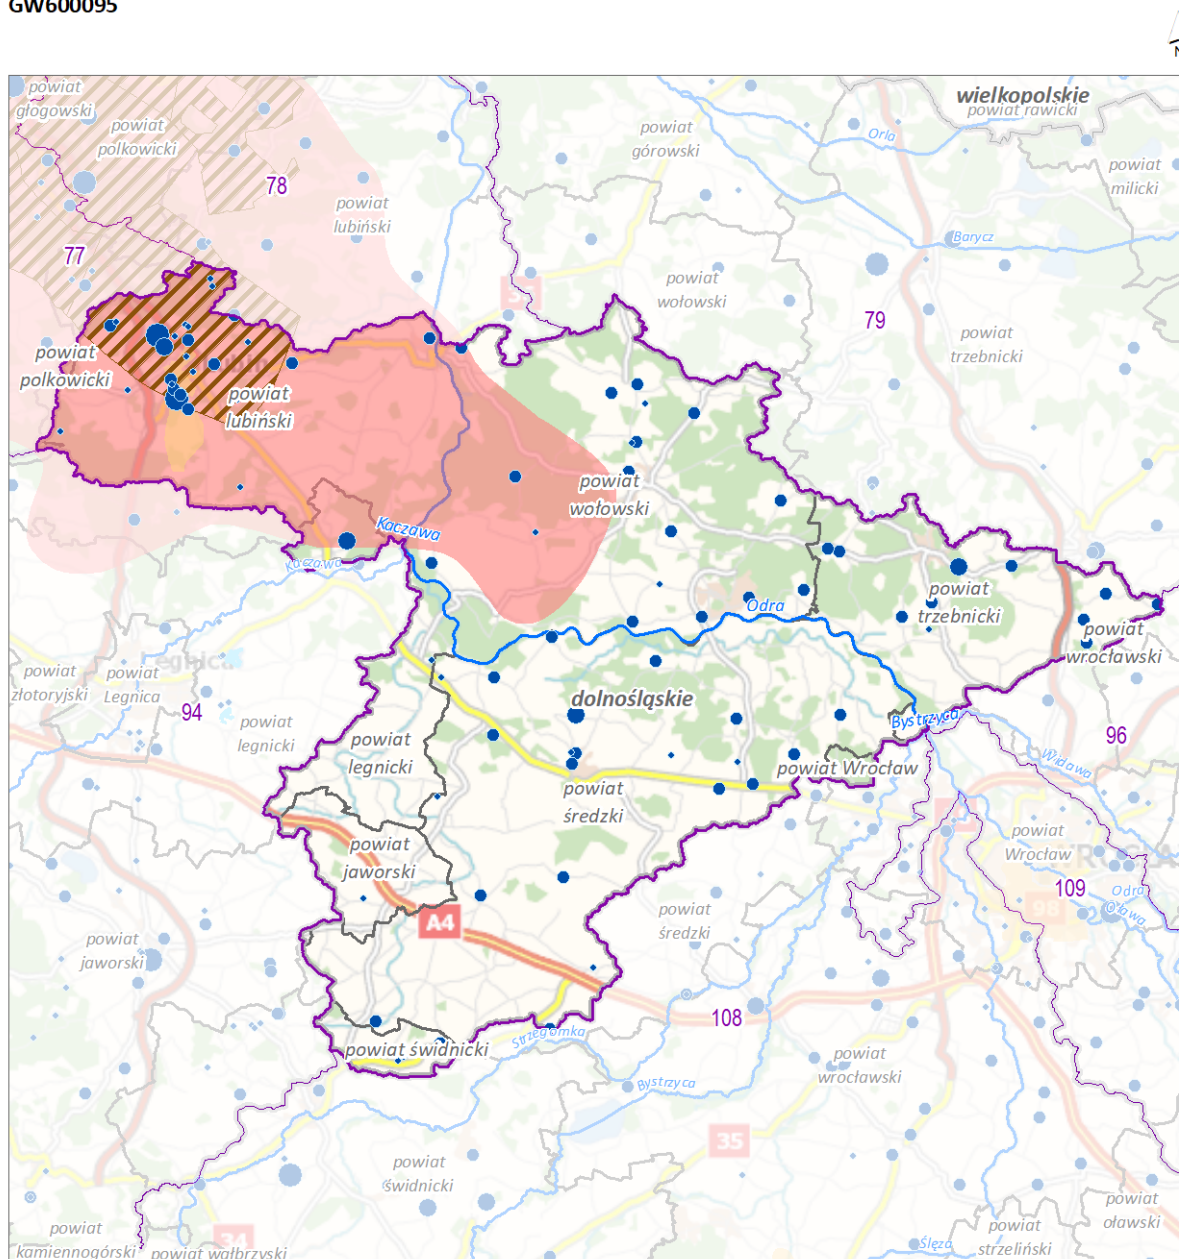 GW600095
N
powiat
głogowski
powiat
polkowicki
wielkopolskie
powiat rawicki
powiat
górowski
Orla
powiat
milicki
78
powiat
lubiński
77
Barycz
powiat
wołowski
79
powiat
trzebnicki
powiat
polkowicki
powiat
lubiński
powiat
wołowski
Kaczawa
Kaczawa
Odra
powiat
trzebnicki
powiat
wrocławski
Legnica
powiat
złotoryjski
powiat
Legnica
94
powiat
legnicki
dolnośląskie
Bystrzyca
96
Widawa
powiat
legnicki
powiat Wrocław
powiat
średzki
powiat
jaworski
powiat
Wrocław
109
Odra
Oława
98
A4
powiat
średzki
powiat
jaworski
108
Strzegomka
powiat świdnicki
powiat
wrocławski
Bystrzyca
35
powiat
świdnicki
powiat
oławski
powiat
kamiennogórski
34
powiat wałbrzyski
Ślęza
powiat
strzeliński